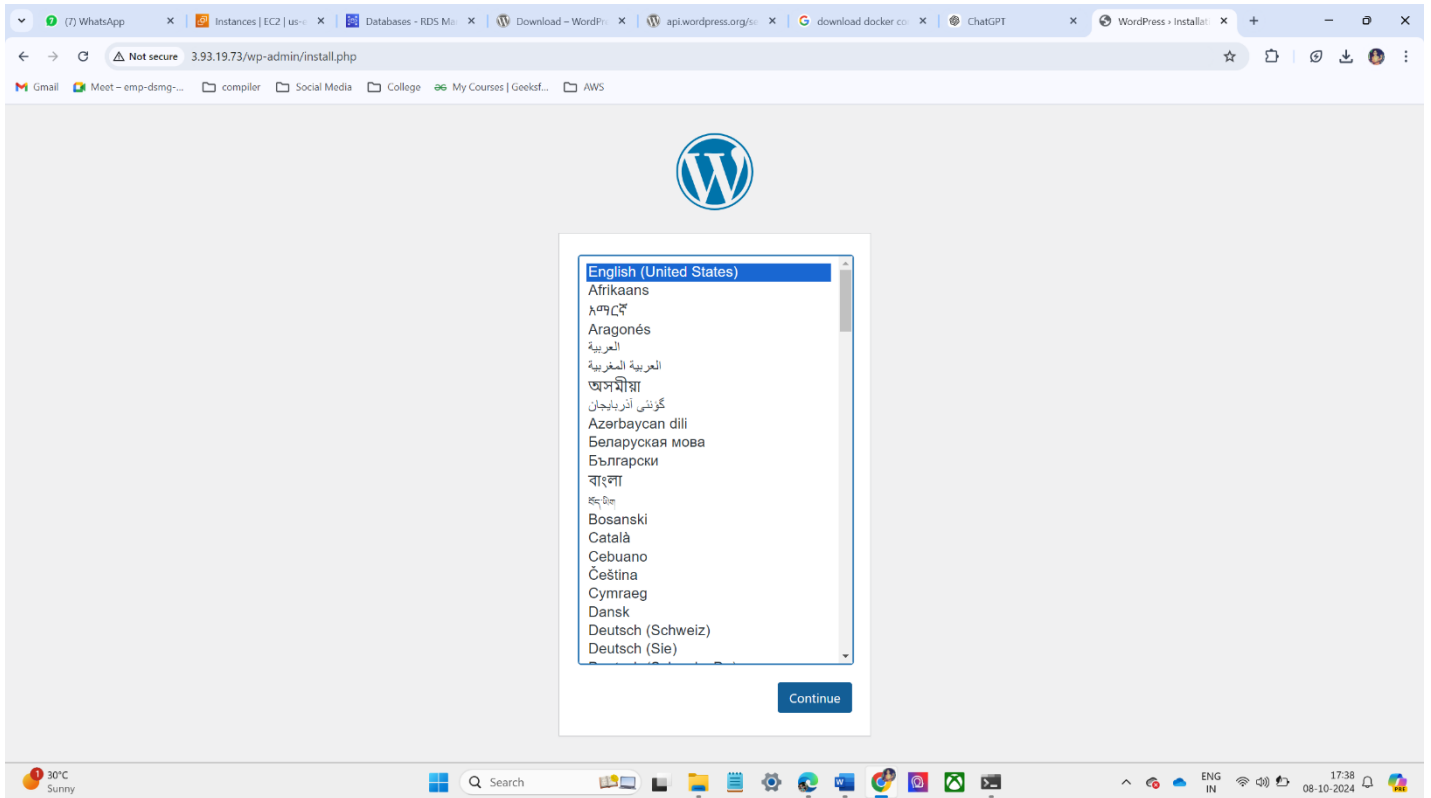 (7) WhatsApp
Instances | EC2 | us-e
Databases - RDS Ma
Download – WordPr
api.wordpress.org/se
download docker co
ChatGPT
WordPress › Installati
Not secure
3.93.19.73/wp-admin/install.php
Gmail
Meet – emp-dsmg-...
compiler
Social Media
College
My Courses | Geeksf...
AWS
English (United States)
Afrikaans
አማርኛ
Aragonés
العربية
العربية المغربية
অসমীয়া
گؤنئی آذربایجان
Azərbaycan dili
Беларуская мова
Български
বাংলা
བོད་ཡིག
Bosanski
Català
Cebuano
Čeština
Cymraeg
Dansk
Deutsch (Schweiz)
Deutsch (Sie)
Continue
1
30°C
Sunny
Search
ENG
IN
17:38
08-10-2024
PRE